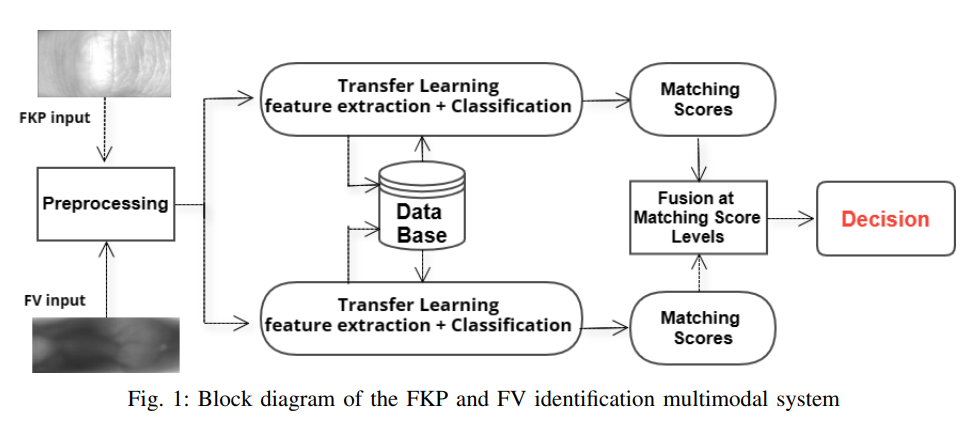 FKP input
Preprocessing
FV input
Transfer Learning
feature extraction + Classification
Data
Base
Transfer Learning
feature extraction + Classification
Matching
Scores
Fusion at
Matching Score
Levels
Matching
Scores
Decision
Fig. 1: Block diagram of the FKP and FV identification multimodal system